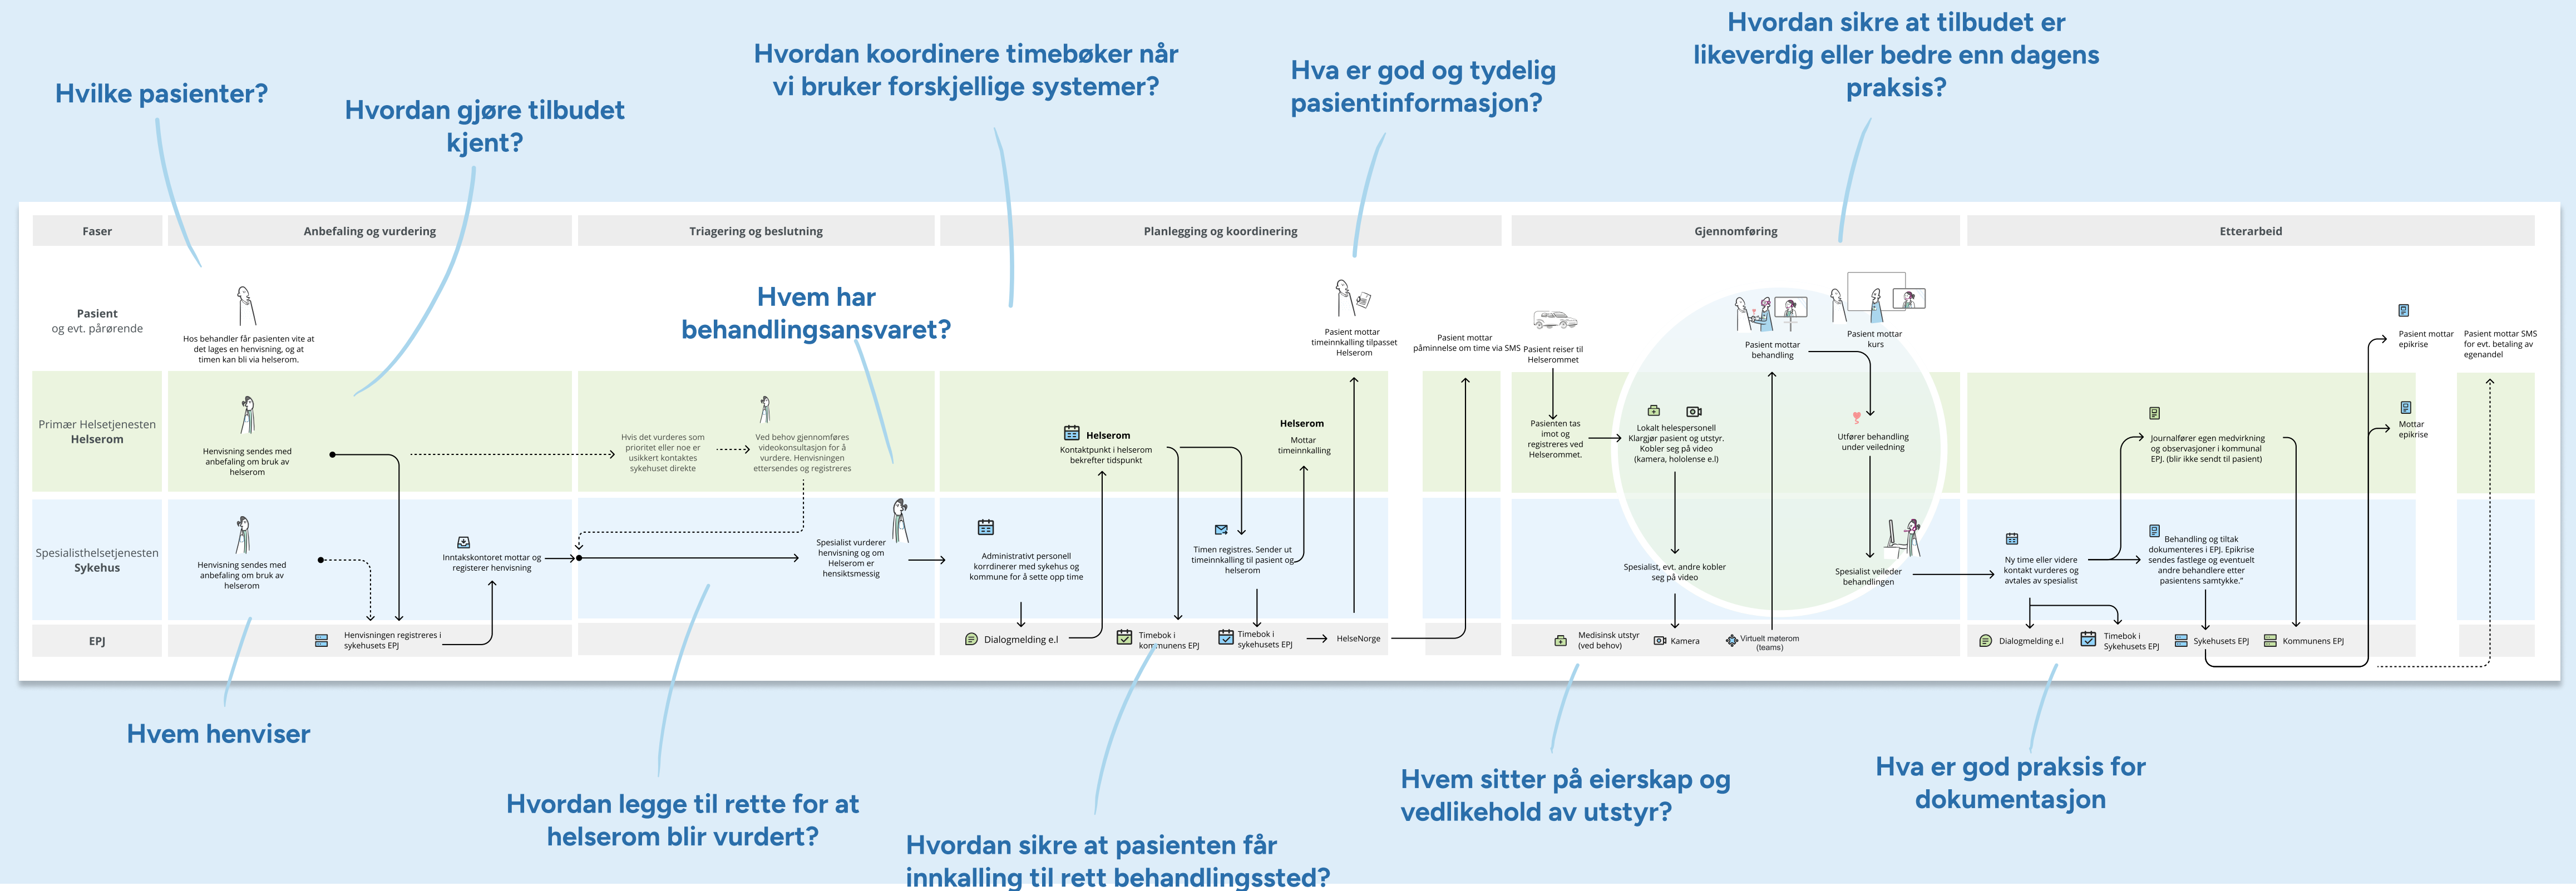 Hvordan sikre at tilbudet er
likeverdig eller bedre enn dagens
praksis?
Hvordan koordinere timebøker når
vi bruker forskjellige systemer?
Hva er god og tydelig
pasientinformasjon?
Hvilke pasienter?
Hvordan gjøre tilbudet
kjent?
Faser
Anbefaling og vurdering
Triagering og beslutning
Planlegging og koordinering
Gjennomføring
Etterarbeid
Pasient
og evt. pårørende
Hos behandler får pasienten vite at
det lages en henvisning, og at
timen kan bli via helserom.
Hvem har
behandlingsansvaret?
Pasient mottar
timeinnkalling tilpasset
Helserom
Pasient mottar
påminnelse om time via SMS
Pasient reiser til
Helserommet
Pasient mottar
behandling
Pasient mottar
kurs
Pasient mottar
epikrise
Pasient mottar SMS
for evt. betaling av
egenandel
Primær Helsetjenesten
Helserom
Henvisning sendes med
anbefaling om bruk av
helserom
Hvis det vurderes som
prioritet eller noe er
usikkert kontaktes
sykehuset direkte
Ved behov gjennomføres
videokonsultasjon for å
vurdere. Henvisningen
ettersendes og registreres
Helserom
Kontaktpunkt i helserom
bekrefter tidspunkt
Helserom
Mottar
timeinnkalling
Pasienten tas
imot og
registreres ved
Helserommet.
Lokalt helespersonell
Klargjør pasient og utstyr.
Kobler seg på video
(kamera, hololense e.l)
Utfører behandling
under veiledning
Journalfører egen medvirkning
og observasjoner i kommunal
EPJ. (blir ikke sendt til pasient)
Mottar
epikrise
Spesialisthelsetjenesten
Sykehus
Henvisning sendes med
anbefaling om bruk av
helserom
Inntakskontoret mottar og
registerer henvisning
Spesialist vurderer
henvisning og om
Helserom er
hensiktsmessig
Administrativt personell
korrdinerer med sykehus og
kommune for å sette opp time
Timen registres. Sender ut
timeinnkalling til pasient og
helserom
Spesialist, evt. andre kobler
seg på video
Spesialist veileder
behandlingen
Ny time eller videre
kontakt vurderes og
avtales av spesialist
Behandling og tiltak
dokumenteres i EPJ. Epikrise
sendes fastlege og eventuelt
andre behandlere etter
pasientens samtykke.”
EPJ
Henvisningen registreres i
sykehusets EPJ
Dialogmelding e.l
Timebok i
kommunens EPJ
Timebok i
sykehusets EPJ
HelseNorge
Medisinsk utstyr
(ved behov)
Kamera
Virtuelt møterom
(teams)
Dialogmelding e.l
Timebok i
Sykehusets EPJ
Sykehusets EPJ
Kommunens EPJ
Hvem henviser
Hvordan legge til rette for at
helserom blir vurdert?
Hvordan sikre at pasienten får
innkalling til rett behandlingssted?
Hvem sitter på eierskap og
vedlikehold av utstyr?
Hva er god praksis for
dokumentasjon